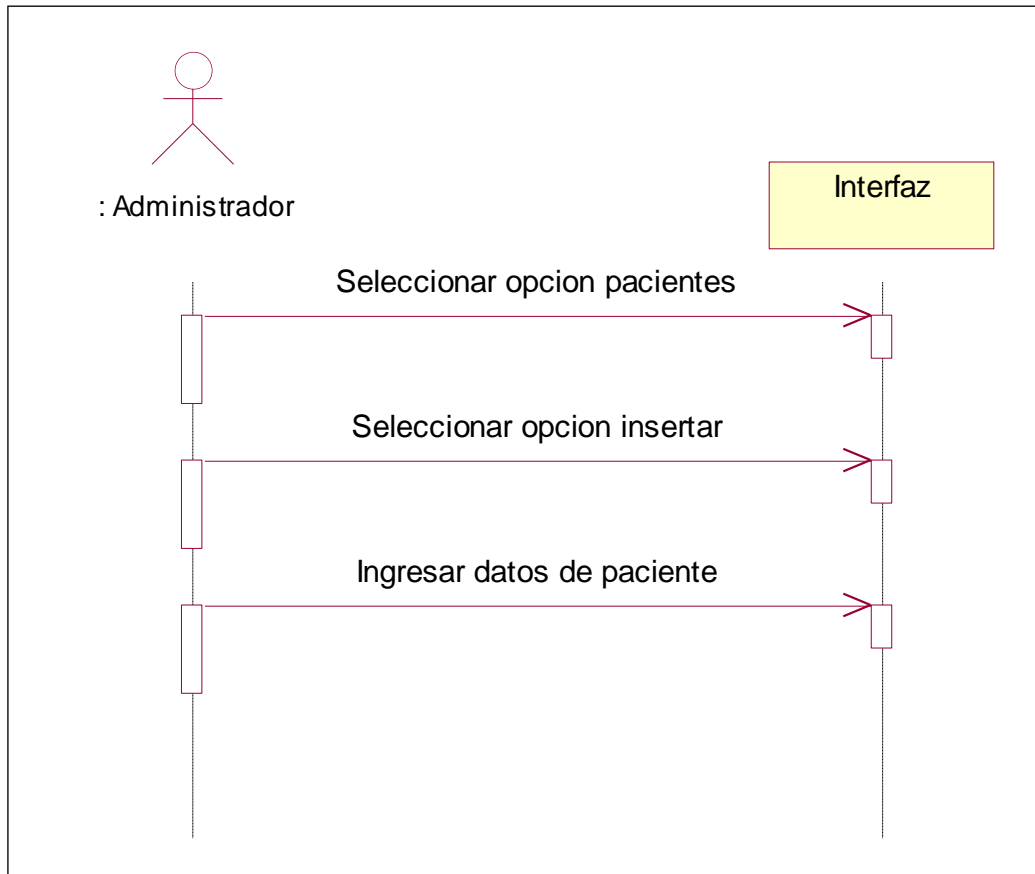 : Administrador
Interfaz
Seleccionar opcion pacientes
Seleccionar opcion insertar
Ingresar datos de paciente